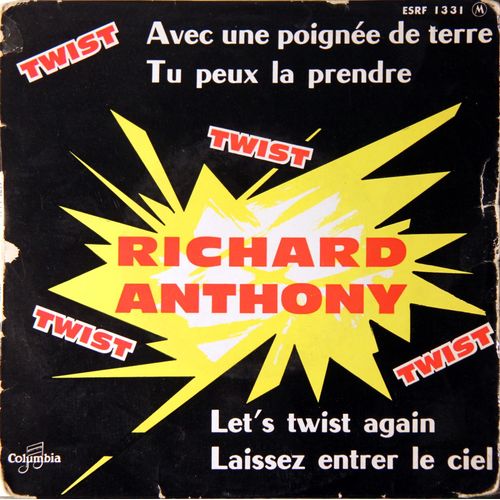 ESRF 1331 M
TWIST
Avec une poignée de terre
Tu peux la prendre
TWIST
RICHARD
ANTHONY
TWIST
TWIST
Let's twist again
Laissez entrer le ciel
Columbia